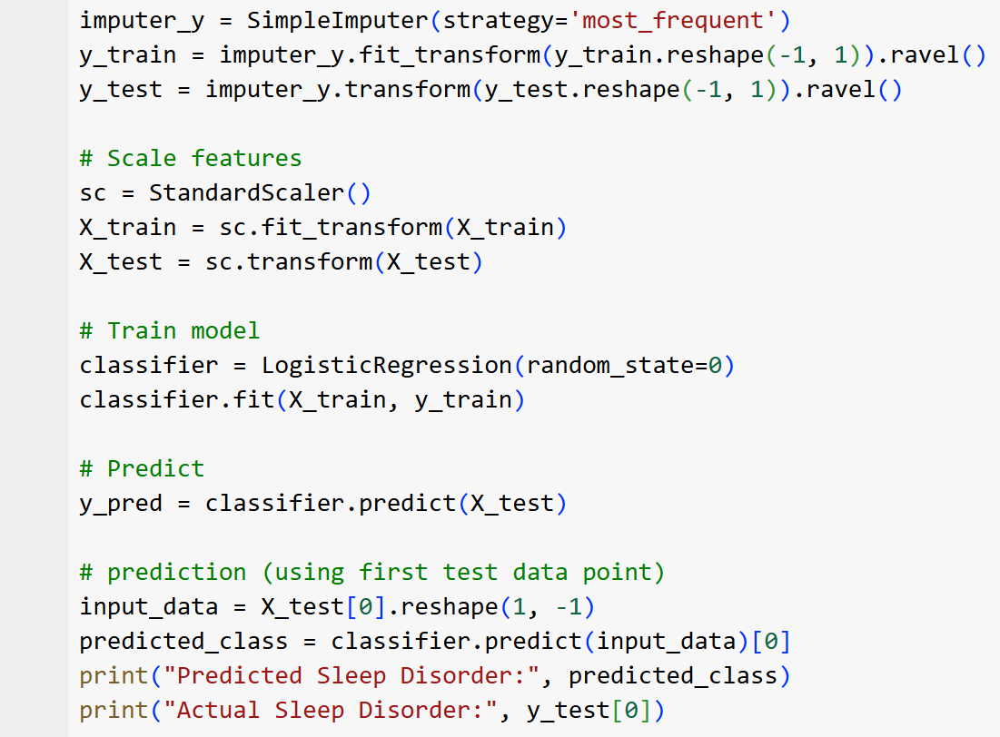 imputer_y = SimpleImputer(strategy='most_frequent')
y_train = imputer_y.fit_transform(y_train.reshape(-1, 1)).ravel()
y_test = imputer_y.transform(y_test.reshape(-1, 1)).ravel()
# Scale features
sc = StandardScaler()
X_train = sc.fit_transform(X_train)
X_test = sc.transform(X_test)
# Train model
classifier = LogisticRegression(random_state=0)
classifier.fit(X_train, y_train)
# Predict
y_pred = classifier.predict(X_test)
# prediction (using first test data point)
input_data = X_test[0].reshape(1, -1)
predicted_class = classifier.predict(input_data)[0]
print("Predicted Sleep Disorder:", predicted_class)
print("Actual Sleep Disorder:", y_test[0])